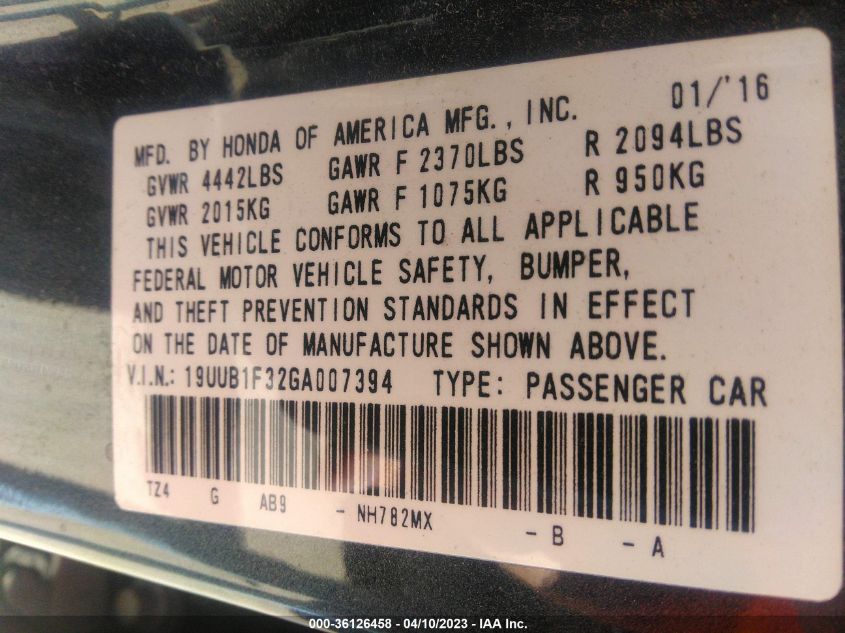 01/'16
MFD. BY HONDA OF AMERICA MFG., INC.
GVWR 4442LBS GAWR F 2370LBS R 2094LBS
GVWR 2015KG GAWR F 1075KG R 950KG
THIS VEHICLE CONFORMS TO ALL APPLICABLE
FEDERAL MOTOR VEHICLE SAFETY, BUMPER,
AND THEFT PREVENTION STANDARDS IN EFFECT
ON THE DATE OF MANUFACTURE SHOWN ABOVE.
V.I.N.: 19UUB1F32GA007394 TYPE: PASSENGER CAR
TZ4 G AB9 - NH782MX - B - A
000-36126458 - 04/10/2023 - IAA Inc.